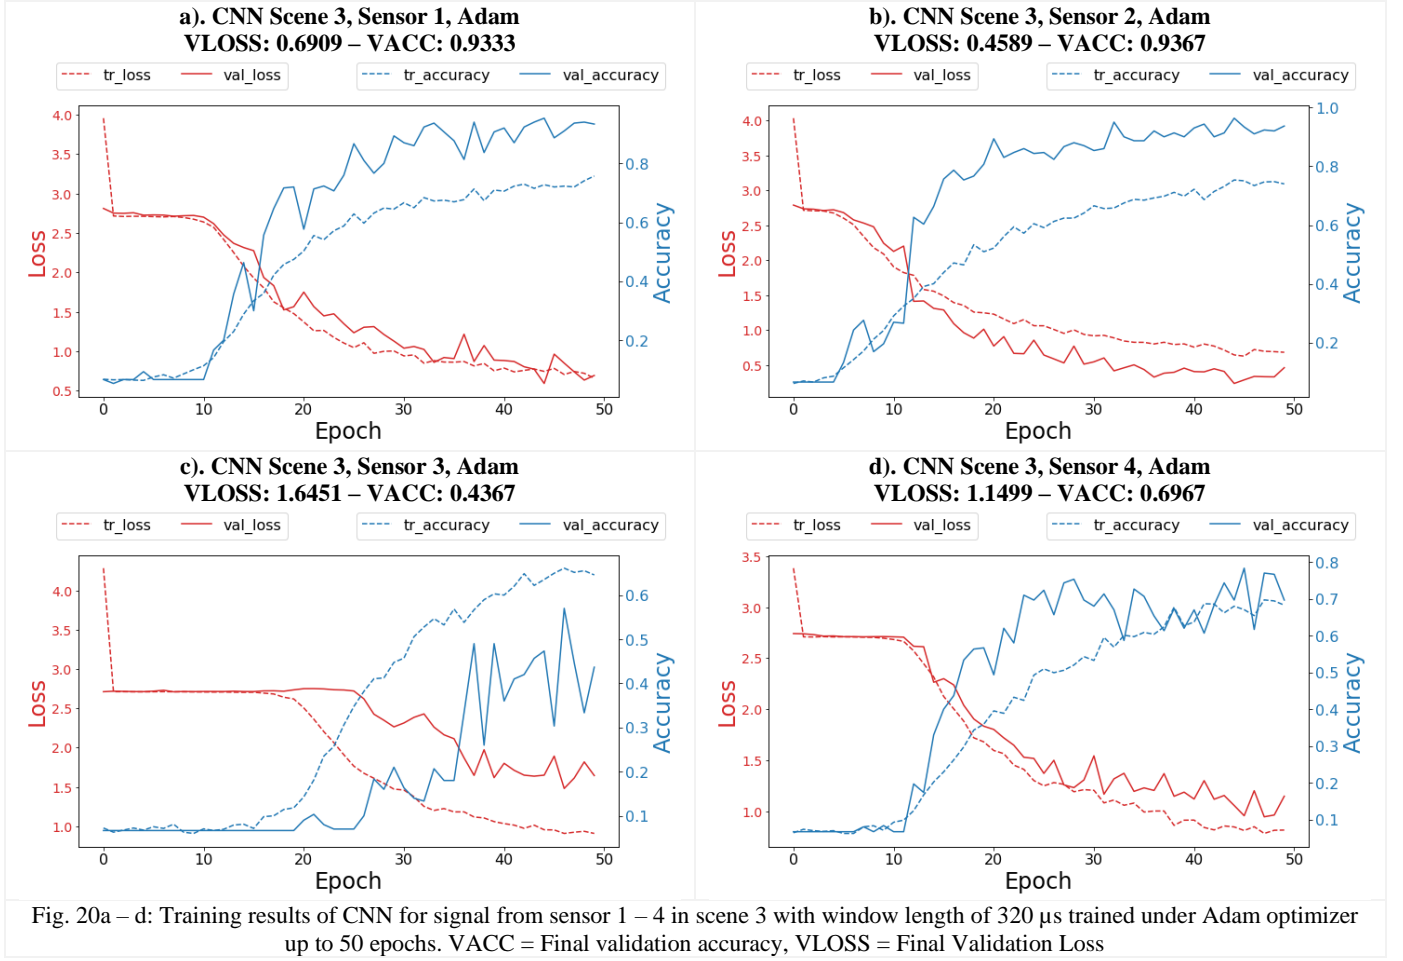 a). CNN Scene 3, Sensor 1, Adam
VLOSS: 0.6909 – VACC: 0.9333
tr_loss val_loss tr_accuracy val_accuracy
4.0
3.5
3.0
2.5
2.0
1.5
1.0
0.5
Loss
0.8
0.6
0.4
0.2
Accuracy
0 10 20 30 40 50
Epoch
b). CNN Scene 3, Sensor 2, Adam
VLOSS: 0.4589 – VACC: 0.9367
tr_loss val_loss tr_accuracy val_accuracy
4.0
3.5
3.0
2.5
2.0
1.5
1.0
0.5
Loss
1.0
0.8
0.6
0.4
0.2
Accuracy
0 10 20 30 40 50
Epoch
c). CNN Scene 3, Sensor 3, Adam
VLOSS: 1.6451 – VACC: 0.4367
tr_loss val_loss tr_accuracy val_accuracy
4.0
3.5
3.0
2.5
2.0
1.5
1.0
Loss
0.6
0.5
0.4
0.3
0.2
0.1
Accuracy
0 10 20 30 40 50
Epoch
d). CNN Scene 3, Sensor 4, Adam
VLOSS: 1.1499 – VACC: 0.6967
tr_loss val_loss tr_accuracy val_accuracy
3.5
3.0
2.5
2.0
1.5
1.0
Loss
0.8
0.7
0.6
0.5
0.4
0.3
0.2
0.1
Accuracy
0 10 20 30 40 50
Epoch
Fig. 20a – d: Training results of CNN for signal from sensor 1 – 4 in scene 3 with window length of 320 µs trained under Adam optimizer
up to 50 epochs. VACC = Final validation accuracy, VLOSS = Final Validation Loss